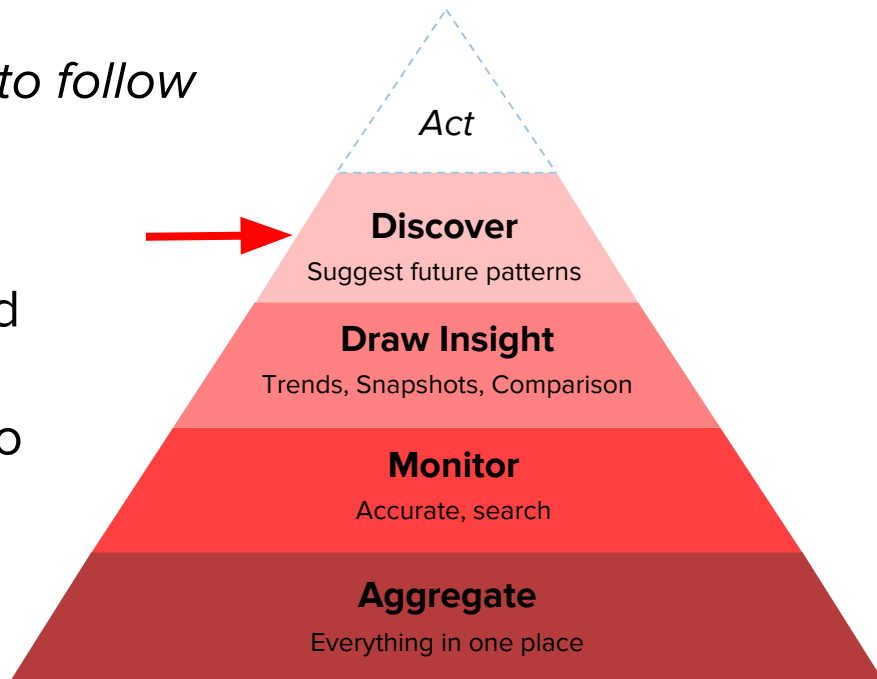 to follow
d
o
Act
Discover
Suggest future patterns
Draw Insight
Trends, Snapshots, Comparison
Monitor
Accurate, search
Aggregate
Everything in one place